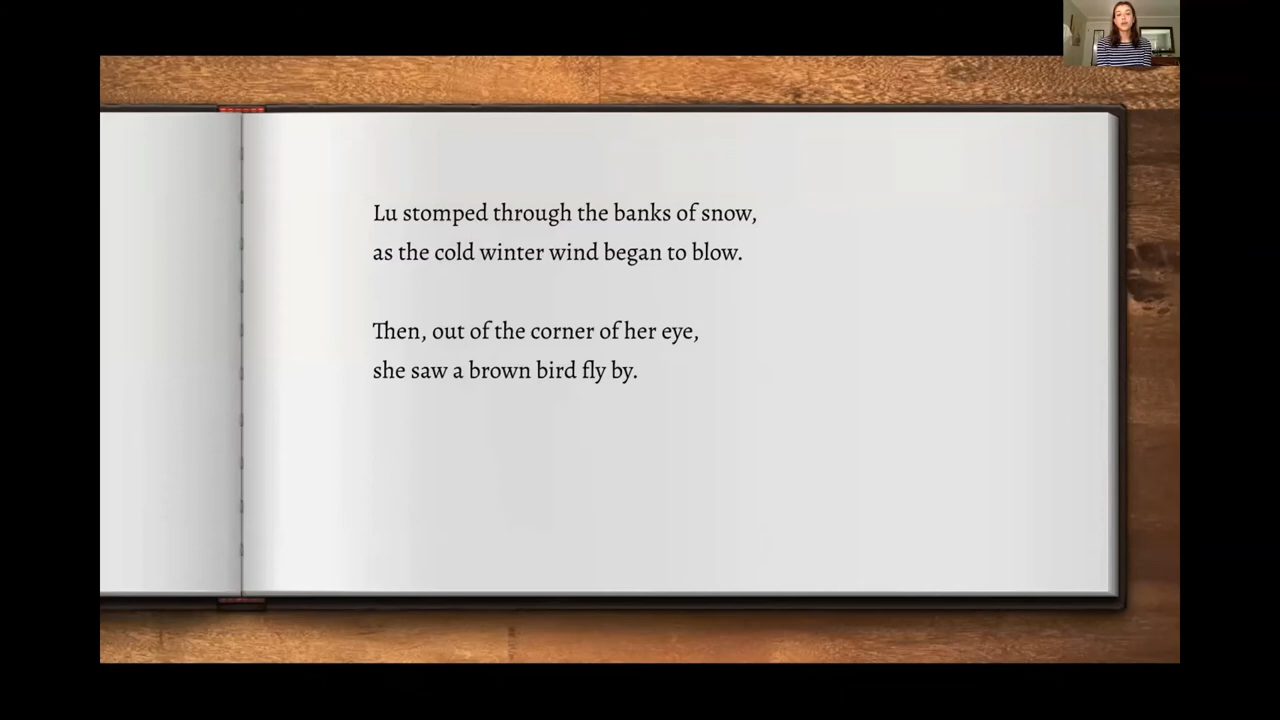 Lu stomped through the banks of snow,
as the cold winter wind began to blow.
Then, out of the corner of her eye,
she saw a brown bird fly by.